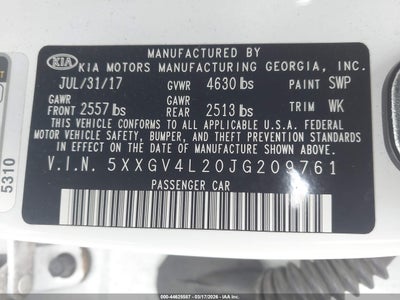 KIA
MANUFACTURED BY
KIA MOTORS MANUFACTURING GEORGIA, INC.
JUL/31/17 GVWR 4630 lbs PAINT SWP
GAWR FRONT 2557 lbs GAWR REAR 2513 lbs TRIM WK
THIS VEHICLE CONFORMS TO ALL APPLICABLE U.S.A. FEDERAL
MOTOR VEHICLE SAFETY, BUMPER, AND THEFT PREVENTION
STANDARDS IN EFFECT ON THE DATE OF MANUFACTURE SHOWN ABOVE.
V.I.N. 5XXGV4L20JG209761
PASSENGER CAR
5310
000-44625587 - 03/17/2026 - IAA Inc.